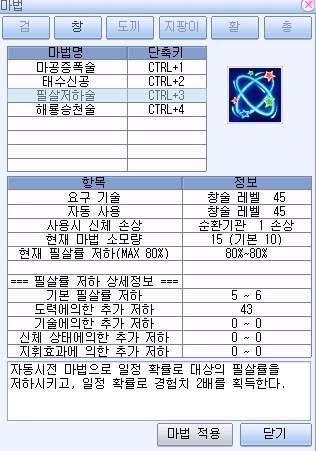 마법
검 창 도끼 지팡이 활 총
마법명 단축키
마공증폭술 CTRL+1
태수신공 CTRL+2
필살저하술 CTRL+3
해룡승천술 CTRL+4
항목 정보
요구 기술 창술 레벨 45
자동 사용 창술 레벨 45
사용시 신체 손상 순환기관 1 손상
현재 마법 소모량 15 (기본 10)
현재 필살률 저하(MAX 80%) 80%~80%
=== 필살률 저하 상세정보 ===
기본 필살률 저하 5 ~ 6
도력에의한 추가 저하 43
기술에의한 추가 저하 0 ~ 0
신체 상태에의한 추가 저하 0 ~ 0
지휘효과에 의한 추가 저하 0 ~ 0
자동시전 마법으로 일정 확률로 대상의 필살률을
저하시키고, 일정 확률로 경험치 2배를 획득한다.
마법 적용 닫기